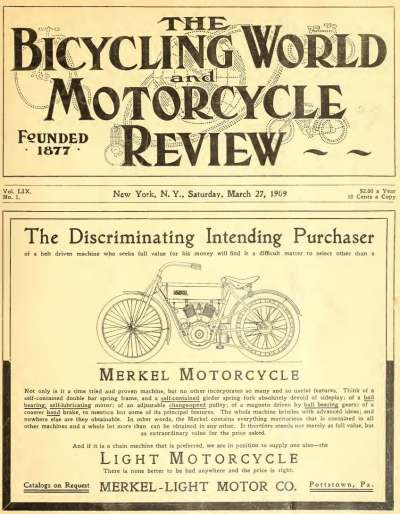 THE
BICYCLING WORLD
and
MOTORCYCLE
REVIEW
FOUNDED
· 1877 ·
Vol. LIX.
No. 1.
New York, N. Y., Saturday, March 27, 1909
$2.00 a Year
10 Cents a Copy
The Discriminating Intending Purchaser
of a belt driven machine who seeks full value for his money will find it a difficult matter to select other than a
MERKEL
MERKEL MOTORCYCLE
Not only is it a time tried and proven machine, but no other incorporates so many and so useful features. Think of a
self-contained double bar spring frame, and a self-contained girder spring fork absolutely devoid of sideplay; of a ball
bearing, self-lubricating motor; of an adjustable change-speed pulley; of a magneto driven by ball bearing gears; of a
coaster band brake, to mention but some of its principal features. The whole machine bristles with advanced ideas; and
nowhere else are they obtainable. In other words, the Merkel contains everything meritorious that is contained in all
other machines and a whole lot more than can be obtained in any other. It therefore stands not merely as full value, but
as extraordinary value for the price asked.
And if it is a chain machine that is preferred, we are in position to supply one also—the
LIGHT MOTORCYCLE
There is none better to be had anywhere and the price is right.
Catalogs on Request
MERKEL-LIGHT MOTOR CO.
Pottstown, Pa.